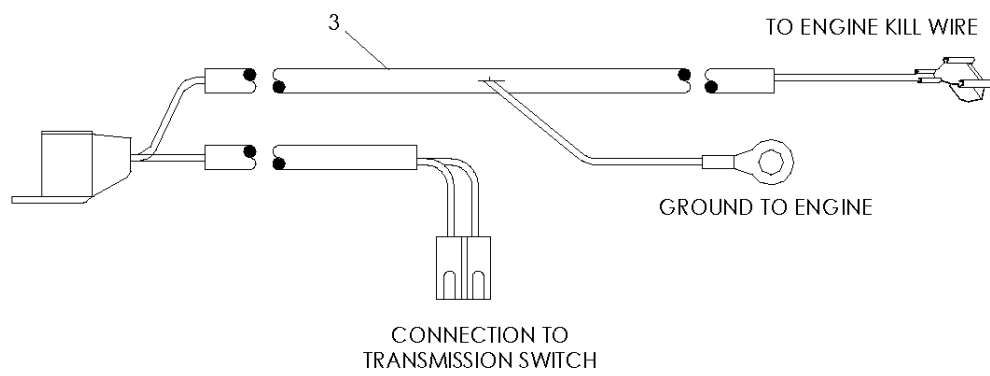 3
TO ENGINE KILL WIRE
GROUND TO ENGINE
CONNECTION TO
TRANSMISSION SWITCH